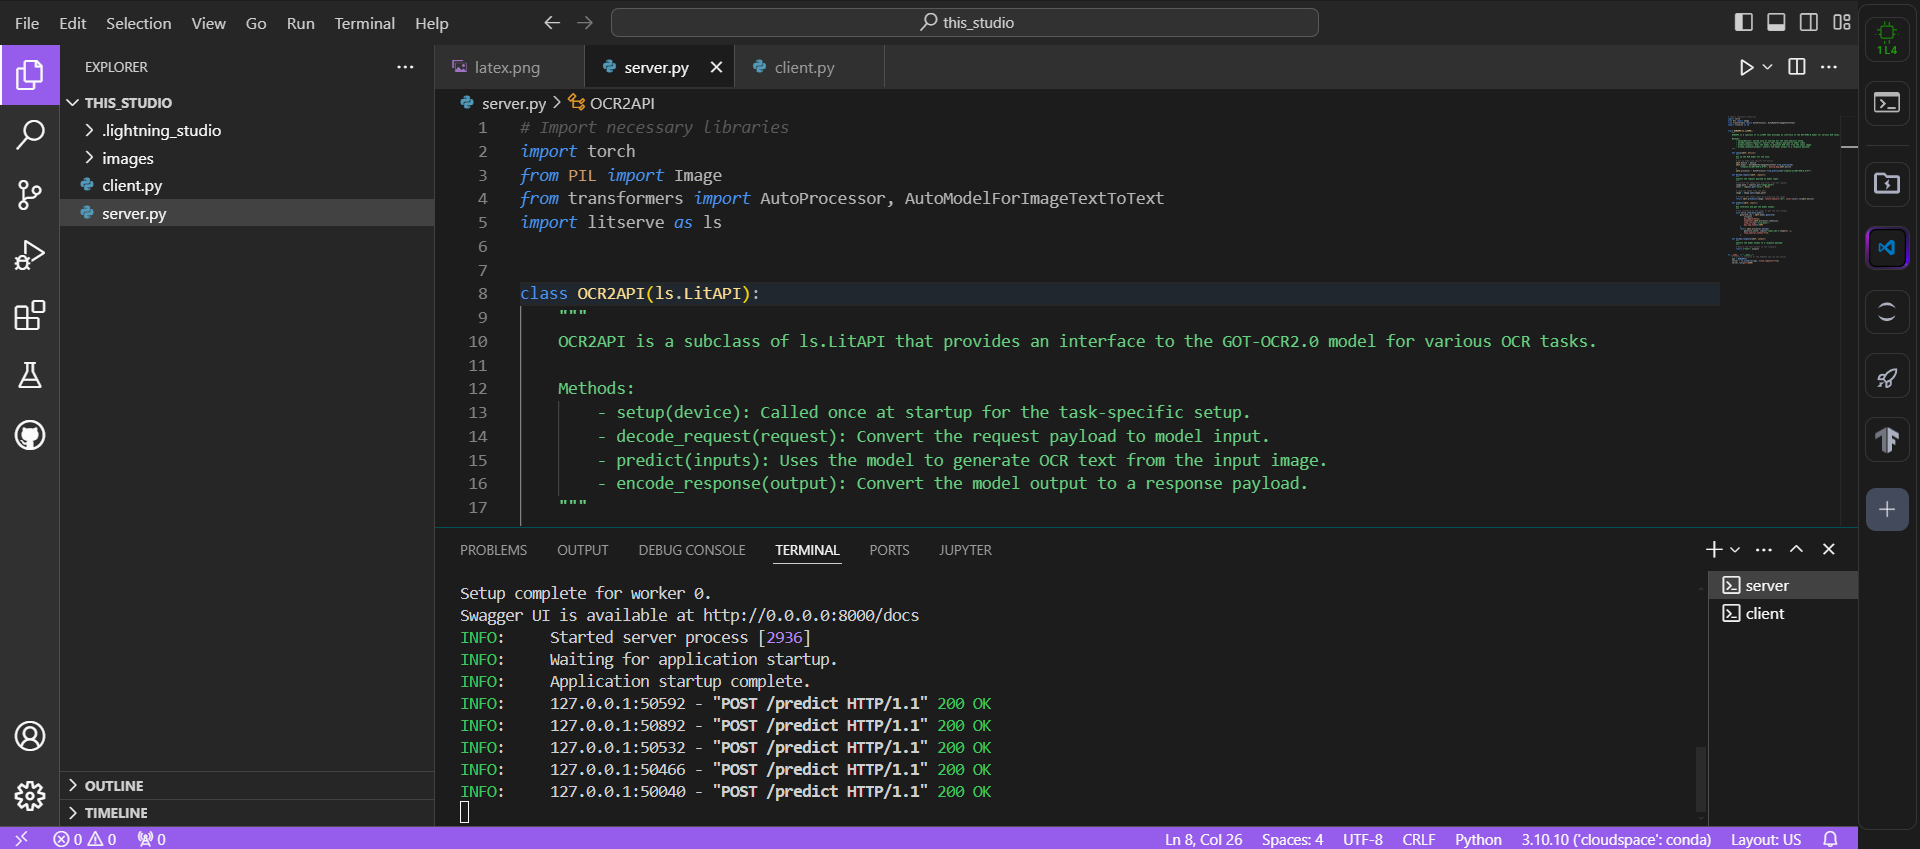 File Edit Selection View Go Run Terminal Help
this_studio
1 L4
EXPLORER
THIS_STUDIO
.lightning_studio
images
client.py
server.py
OUTLINE
TIMELINE
latex.png server.py client.py
server.py > OCR2API
1 # Import necessary libraries
2 import torch
3 from PIL import Image
4 from transformers import AutoProcessor, AutoModelForImageTextToText
5 import litserve as ls
6
7
8 class OCR2API(ls.LitAPI):
9 """
10 OCR2API is a subclass of ls.LitAPI that provides an interface to the GOT-OCR2.0 model for various OCR tasks.
11
12 Methods:
13 - setup(device): Called once at startup for the task-specific setup.
14 - decode_request(request): Convert the request payload to model input.
15 - predict(inputs): Uses the model to generate OCR text from the input image.
16 - encode_response(output): Convert the model output to a response payload.
17 """
PROBLEMS OUTPUT DEBUG CONSOLE TERMINAL PORTS JUPYTER
Setup complete for worker 0.
Swagger UI is available at http://0.0.0.0:8000/docs
INFO: Started server process [2936]
INFO: Waiting for application startup.
INFO: Application startup complete.
INFO: 127.0.0.1:50592 - "POST /predict HTTP/1.1" 200 OK
INFO: 127.0.0.1:50892 - "POST /predict HTTP/1.1" 200 OK
INFO: 127.0.0.1:50532 - "POST /predict HTTP/1.1" 200 OK
INFO: 127.0.0.1:50466 - "POST /predict HTTP/1.1" 200 OK
INFO: 127.0.0.1:50040 - "POST /predict HTTP/1.1" 200 OK
server
client
0 0 0 Ln 8, Col 26 Spaces: 4 UTF-8 CRLF Python 3.10.10 ('cloudspace': conda) Layout: US